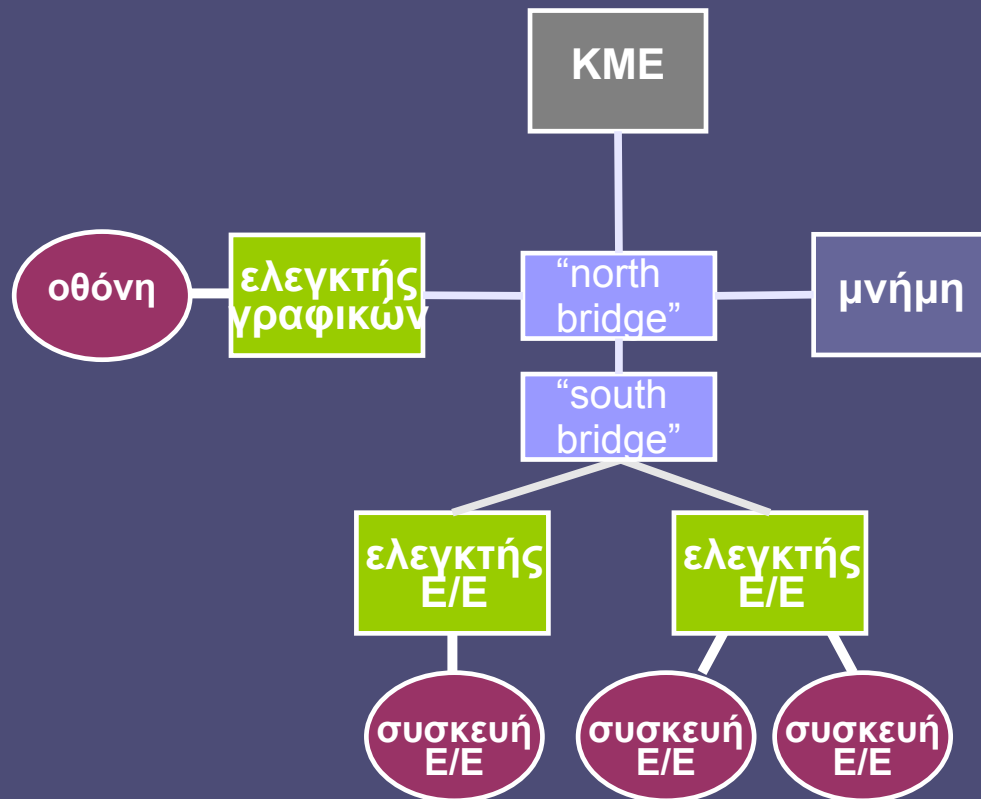 ΚΜΕ
οθόνη
ελεγκτής
γραφικών
“north
bridge”
μνήμη
“south
bridge”
ελεγκτής
Ε/Ε
ελεγκτής
Ε/Ε
συσκευή
Ε/Ε
συσκευή
Ε/Ε
συσκευή
Ε/Ε